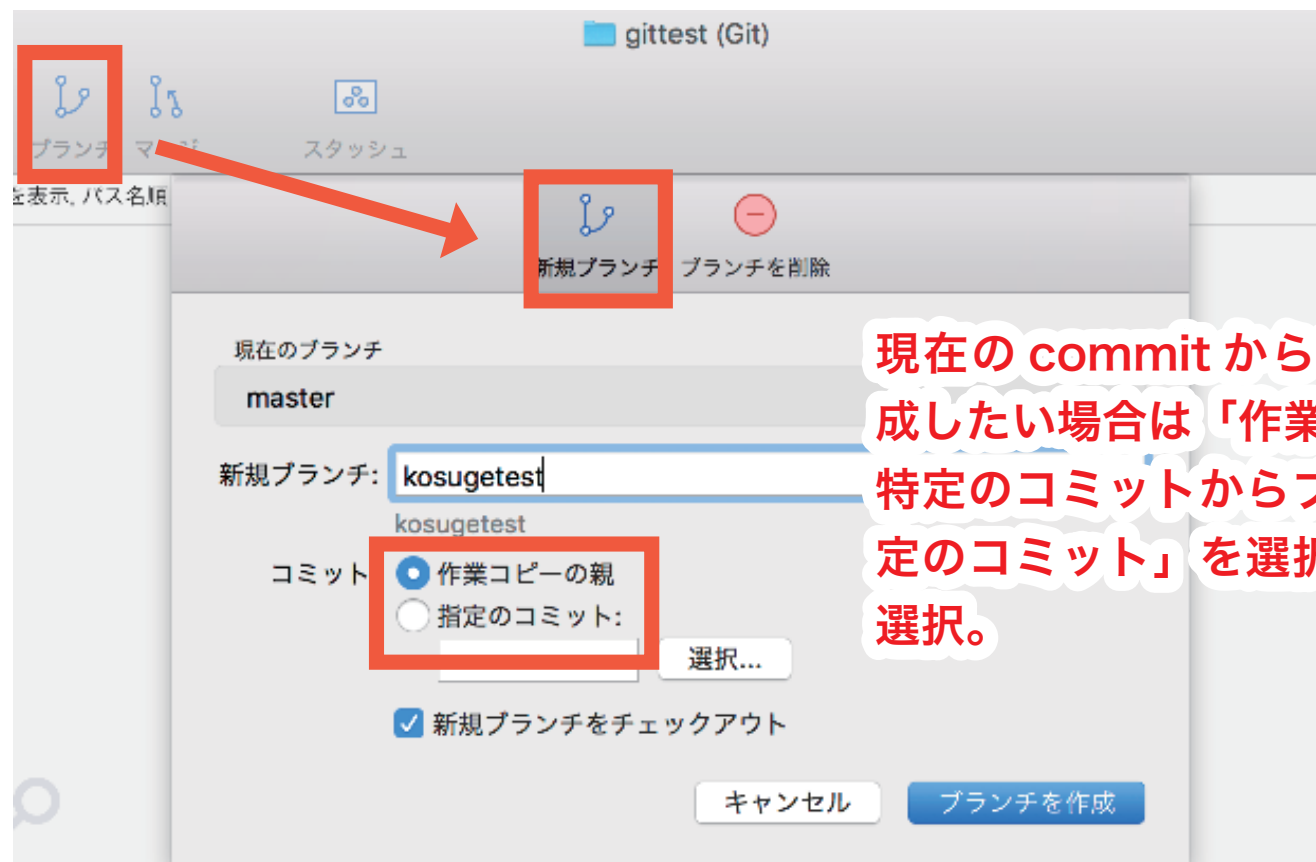 gittest (Git)
ブランチ
スタッシュ
を表示, パス名順
新規ブランチ
ブランチを削除
現在のブランチ
master
新規ブランチ:
kosugetest
kosugetest
コミット
作業コピーの親
指定のコミット:
選択...
新規ブランチをチェックアウト
キャンセル
ブランチを作成
現在の commit から
成したい場合は「作業
特定のコミットからブ
定のコミット」を選択
選択。